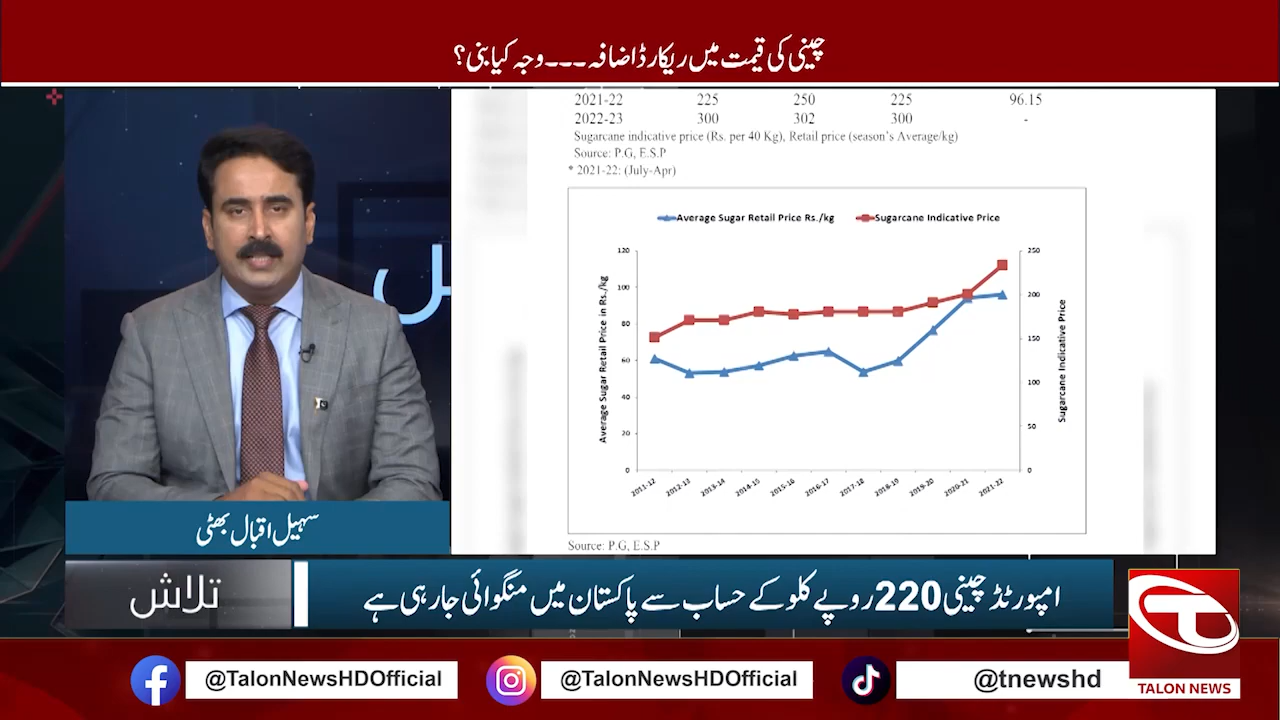 چینی کی قیمت میں ریکارڈ اضافہ۔۔۔وجہ کیا بنی؟
2021-22 225 250 225 96.15
2022-23 300 302 300 -
Sugarcane indicative price (Rs. per 40 Kg), Retail price (season's Average/kg)
Source: P.G, E.S.P
* 2021-22: (July-Apr)
Average Sugar Retail Price Rs./kg Sugarcane Indicative Price
Average Sugar Retail Price in Rs./kg
120
100
80
60
40
20
0
250
200
150
100
50
0
Sugarcane Indicative Price
2011-12 2012-13 2013-14 2014-15 2015-16 2016-17 2017-18 2018-19 2019-20 2020-21 2021-22
Source: P.G, E.S.P
سہیل اقبال بھٹی
تلاش
امپورٹڈ چینی 220 روپے کلو کے حساب سے پاکستان میں منگوائی جا رہی ہے
@TalonNewsHDOfficial
@TalonNewsHDOfficial
@tnewshd
TALON NEWS